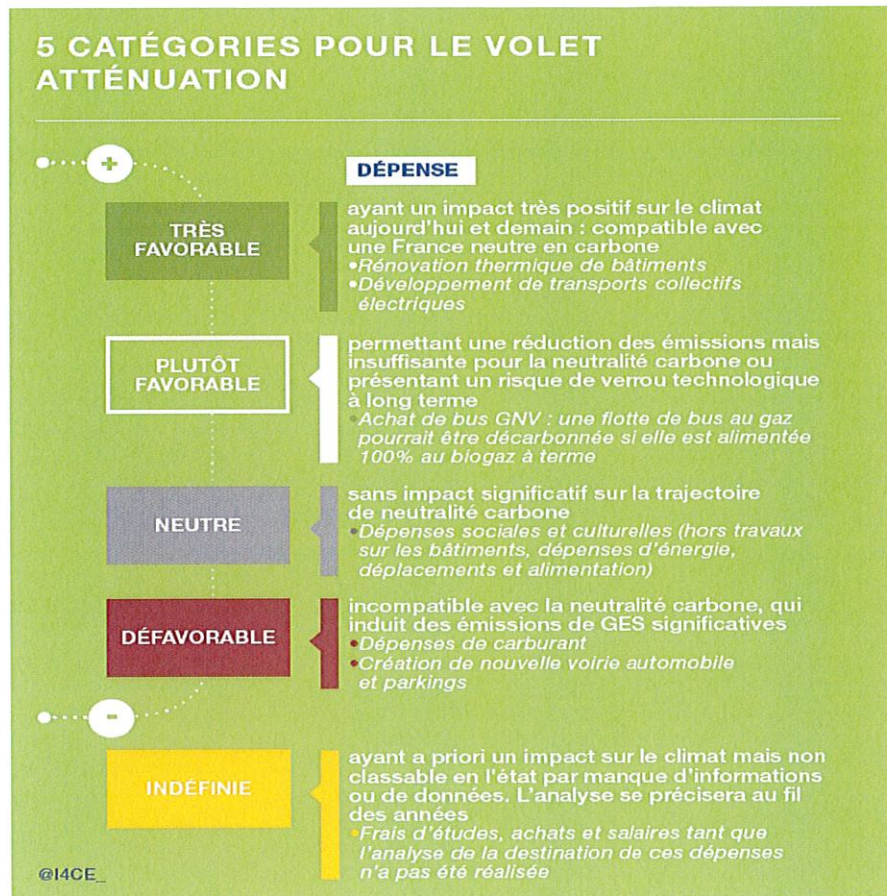 5 CATÉGORIES POUR LE VOLET
ATTÉNUATION
+
DÉPENSE
TRÈS
FAVORABLE
ayant un impact très positif sur le climat
aujourd'hui et demain : compatible avec
une France neutre en carbone
•Rénovation thermique de bâtiments
•Développement de transports collectifs
électriques
PLUTÔT
FAVORABLE
permettant une réduction des émissions mais
insuffisante pour la neutralité carbone ou
présentant un risque de verrou technologique
à long terme
•Achat de bus GNV : une flotte de bus au gaz
pourrait être décarbonnée si elle est alimentée
100% au biogaz à terme
NEUTRE
sans impact significatif sur la trajectoire
de neutralité carbone
•Dépenses sociales et culturelles (hors travaux
sur les bâtiments, dépenses d'énergie,
déplacements et alimentation)
DÉFAVORABLE
incompatible avec la neutralité carbone, qui
induit des émissions de GES significatives
•Dépenses de carburant
•Création de nouvelle voirie automobile
et parkings
-
INDÉFINIE
ayant a priori un impact sur le climat mais non
classable en l'état par manque d'informations
ou de données. L'analyse se précisera au fil
des années
•Frais d'études, achats et salaires tant que
l'analyse de la destination de ces dépenses
n'a pas été réalisée
@I4CE_